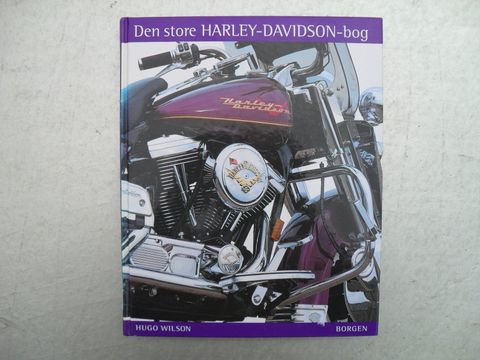 Den store HARLEY-DAVIDSON-bog
Harley-
Davidson
HUGO WILSON BORGEN